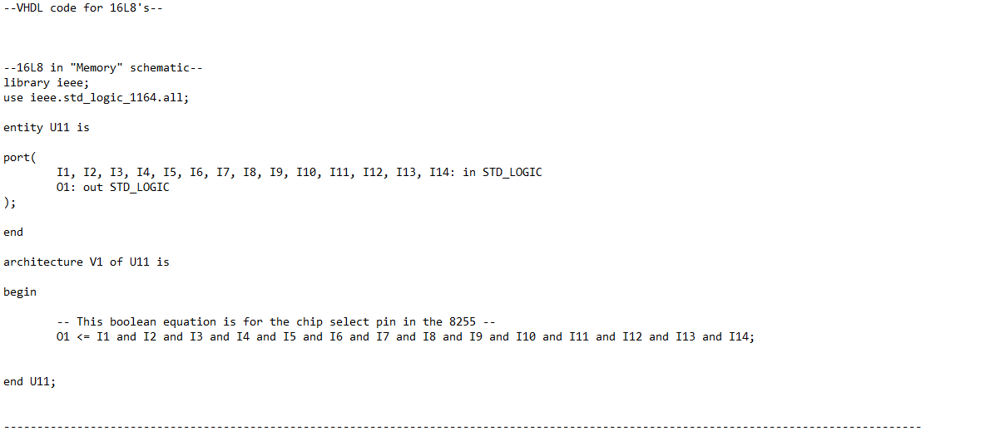 --VHDL code for 16L8's--
--16L8 in "Memory" schematic--
library ieee;
use ieee.std_logic_1164.all;
entity U11 is
port(
I1, I2, I3, I4, I5, I6, I7, I8, I9, I10, I11, I12, I13, I14: in STD_LOGIC
O1: out STD_LOGIC
);
end
architecture V1 of U11 is
begin
-- This boolean equation is for the chip select pin in the 8255 --
O1 <= I1 and I2 and I3 and I4 and I5 and I6 and I7 and I8 and I9 and I10 and I11 and I12 and I13 and I14;
end U11;
------------------------------------------------------------------------------------------------------------------------------------------